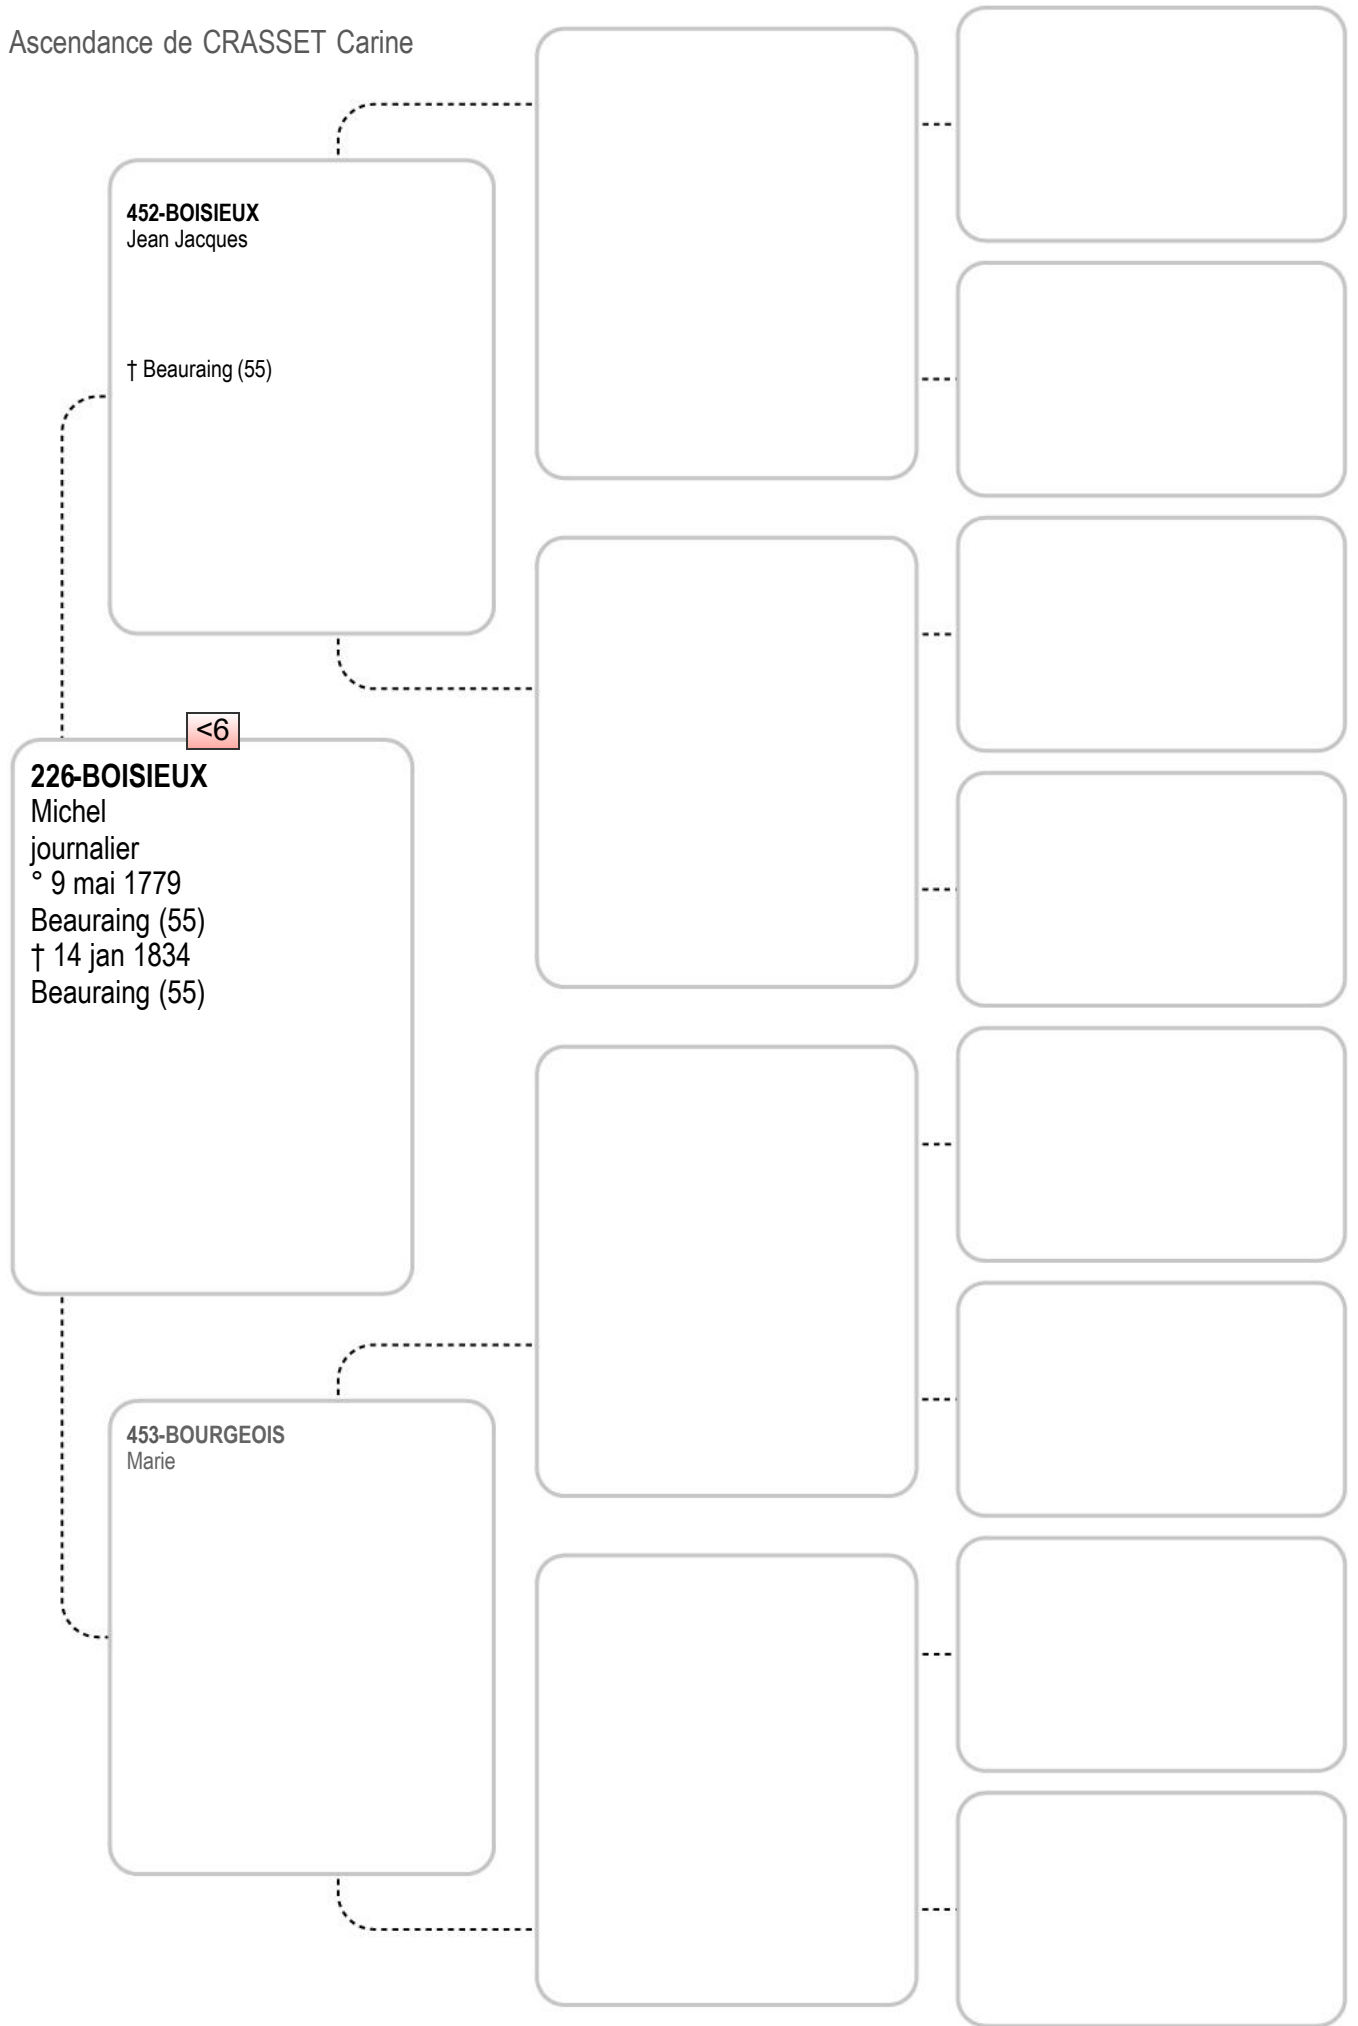 Ascendance de CRASSET Carine
452-BOISIEUX
Jean Jacques
† Beauraing (55)
<6
226-BOISIEUX
Michel
journalier
° 9 mai 1779
Beauraing (55)
† 14 jan 1834
Beauraing (55)
453-BOURGEOIS
Marie